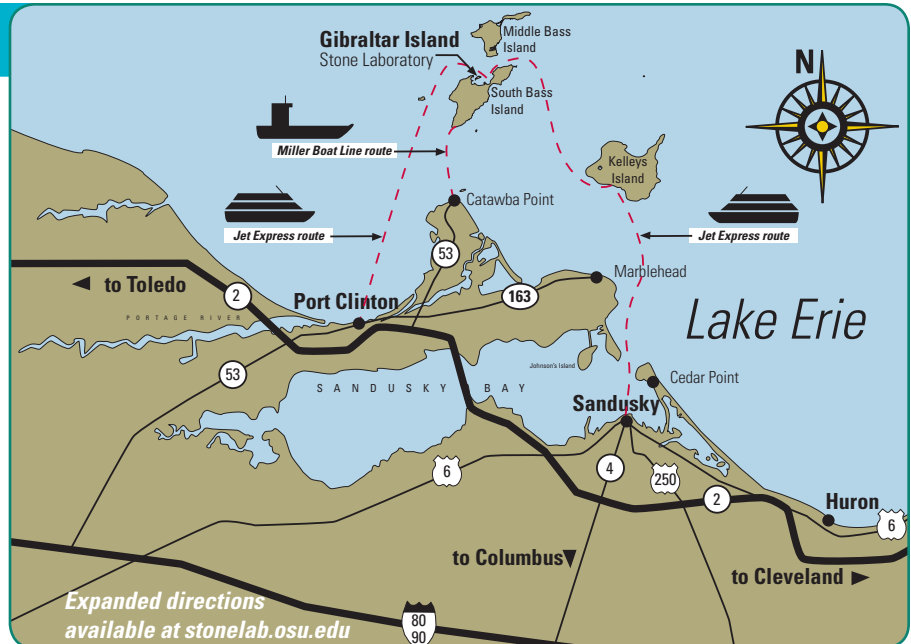 Gibraltar Island
Stone Laboratory
Middle Bass
Island
South Bass
Island
N
Miller Boat Line route
Kelleys
Island
Catawba Point
Jet Express route
Jet Express route
53
Marblehead
to Toledo
2
163
Port Clinton
PORTAGE RIVER
Lake Erie
53
Johnson's Island
Cedar Point
SANDUSKY BAY
Sandusky
6
4
250
2
Huron
6
to Columbus
to Cleveland
Expanded directions
available at stonelab.osu.edu
80
90